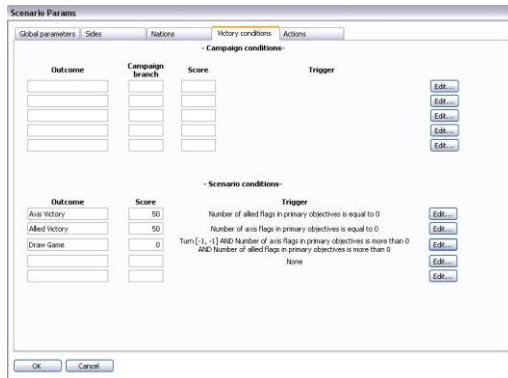 Scenario Params
Global parameters Sides Nations Victory conditions Actions
- Campaign conditions-
Outcome Campaign branch Score Trigger
Edit...
Edit...
Edit...
Edit...
Edit...
- Scenario conditions-
Outcome Score Trigger
Axis Victory 50 Number of allied flags in primary objectives is equal to 0 Edit...
Allied Victory 50 Number of axis flags in primary objectives is equal to 0 Edit...
Draw Game 0 Turn [-1, -1] AND Number of axis flags in primary objectives is more than 0
AND Number of allied flags in primary objectives is more than 0 Edit...
None Edit...
Edit...
OK Cancel